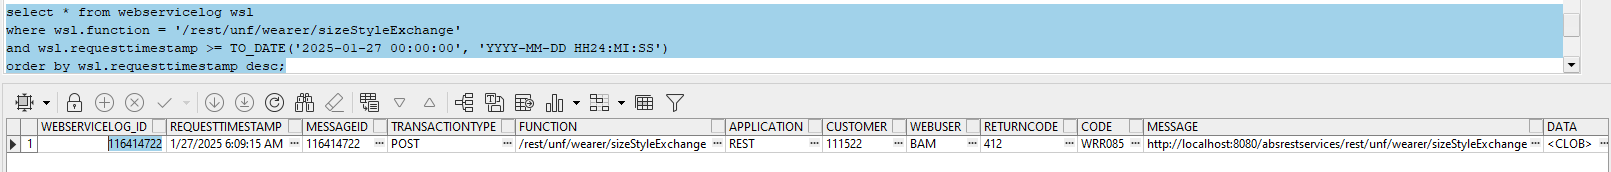 select * from webservicelog wsl
where wsl.function = '/rest/unf/wearer/sizeStyleExchange'
and wsl.requesttimestamp >= TO_DATE('2025-01-27 00:00:00', 'YYYY-MM-DD HH24:MI:SS')
order by wsl.requesttimestamp desc;
WEBSERVICELOG_ID REQUESTTIMESTAMP MESSAGEID TRANSACTIONTYPE FUNCTION APPLICATION CUSTOMER WEBUSER RETURNCODE CODE MESSAGE DATA
1 116414722 1/27/2025 6:09:15 AM ··· 116414722 ··· POST ··· /rest/unf/wearer/sizeStyleExchange ··· REST ··· 111522 ··· BAM ··· 412 ··· WRR085 ··· http://localhost:8080/absrestservices/rest/unf/wearer/sizeStyleExchange ··· <CLOB> ···